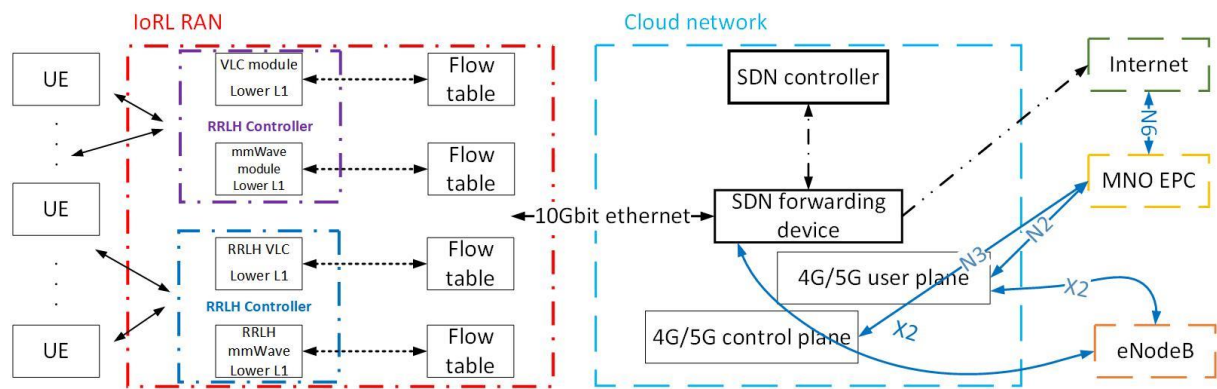 IoRL RAN
Cloud network
UE
UE
UE
VLC module
Lower L1
RRLH Controller
mmWave
module
Lower L1
RRLH VLC
Lower L1
RRLH Controller
RRLH
mmWave
Lower L1
Flow
table
Flow
table
Flow
table
Flow
table
10Gbit ethernet
SDN controller
SDN forwarding
device
4G/5G user plane
4G/5G control plane
Internet
N6
MNO EPC
N3
N2
X2
X2
eNodeB